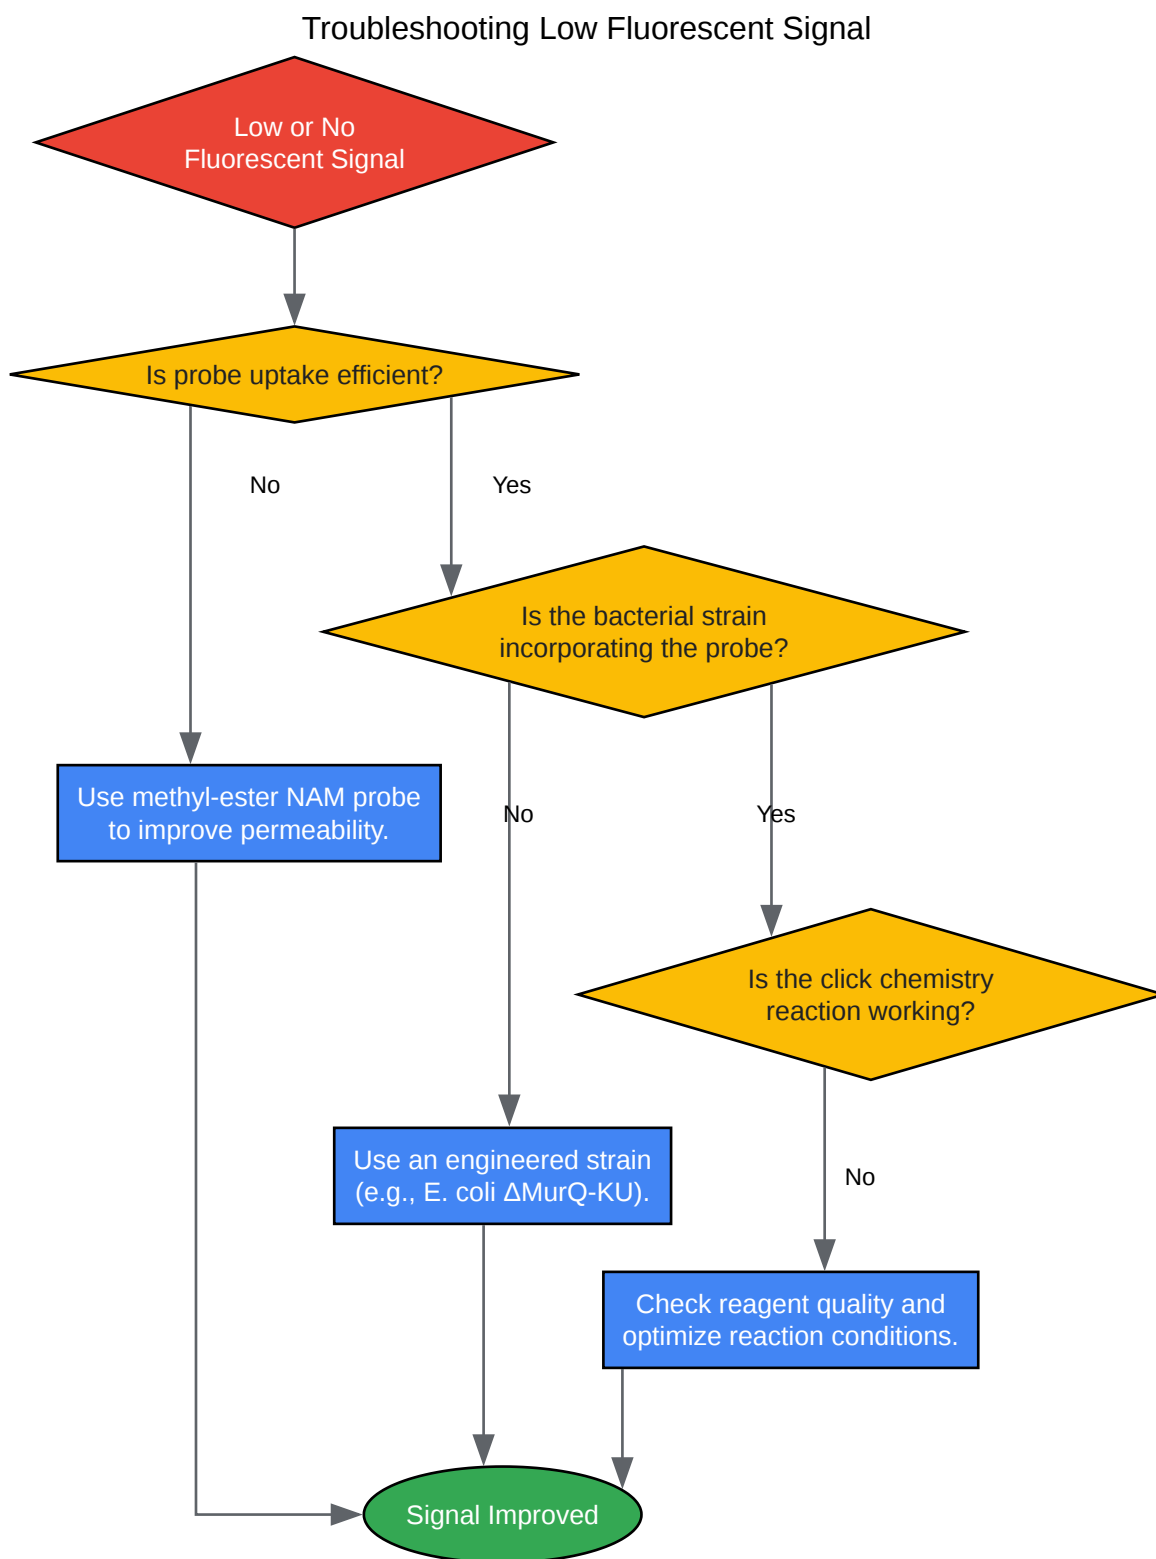 Troubleshooting Low Fluorescent Signal
Low or No
Fluorescent Signal
Is probe uptake efficient?
No
Yes
Is the bacterial strain
incorporating the probe?
Use methyl-ester NAM probe
to improve permeability.
No
Yes
Is the click chemistry
reaction working?
Use an engineered strain
(e.g., E. coli ΔMurQ-KU).
No
Check reagent quality and
optimize reaction conditions.
Signal Improved